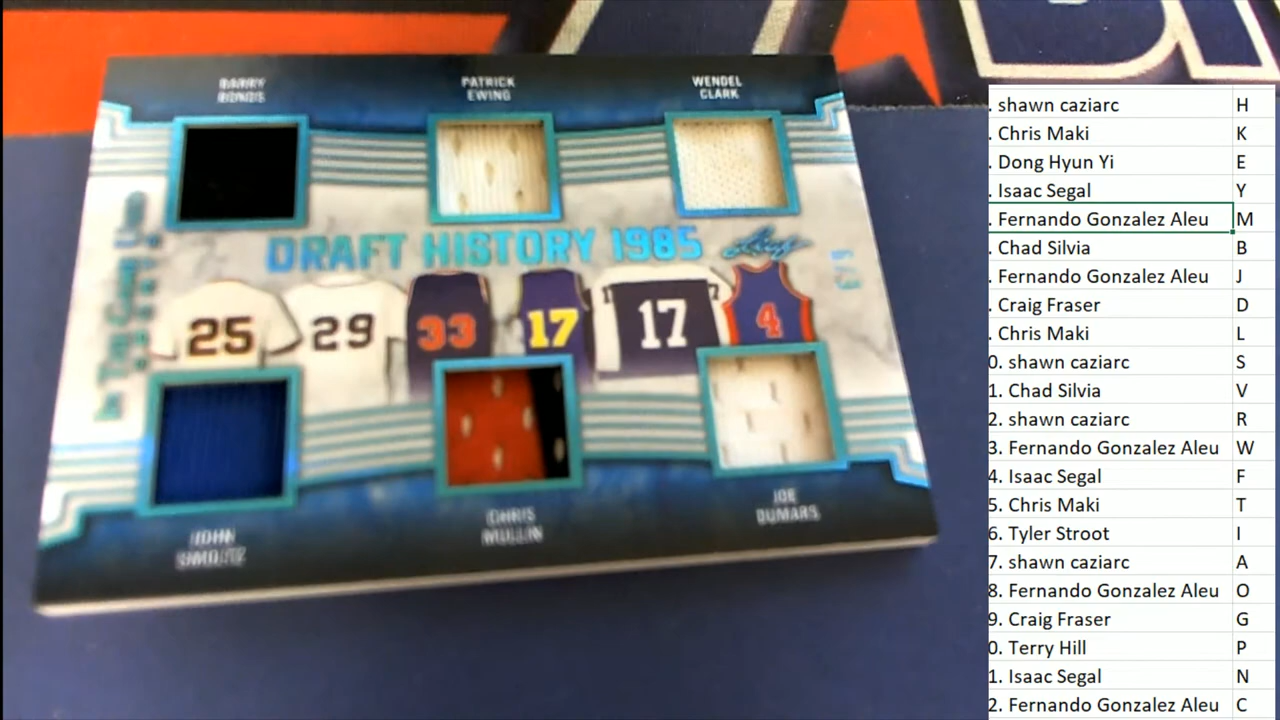 BARRY
BONDS
PATRICK
EWING
WENDEL
CLARK
DRAFT HISTORY 1985
Leaf
25
29
33
17
17
4
JOHN
SMOLTZ
CHRIS
MULLIN
JOE
DUMARS
. shawn caziarc H
. Chris Maki K
. Dong Hyun Yi E
. Isaac Segal Y
. Fernando Gonzalez Aleu M
. Chad Silvia B
. Fernando Gonzalez Aleu J
. Craig Fraser D
. Chris Maki L
0. shawn caziarc S
1. Chad Silvia V
2. shawn caziarc R
3. Fernando Gonzalez Aleu W
4. Isaac Segal F
5. Chris Maki T
6. Tyler Stroot I
7. shawn caziarc A
8. Fernando Gonzalez Aleu O
9. Craig Fraser G
0. Terry Hill P
1. Isaac Segal N
2. Fernando Gonzalez Aleu C